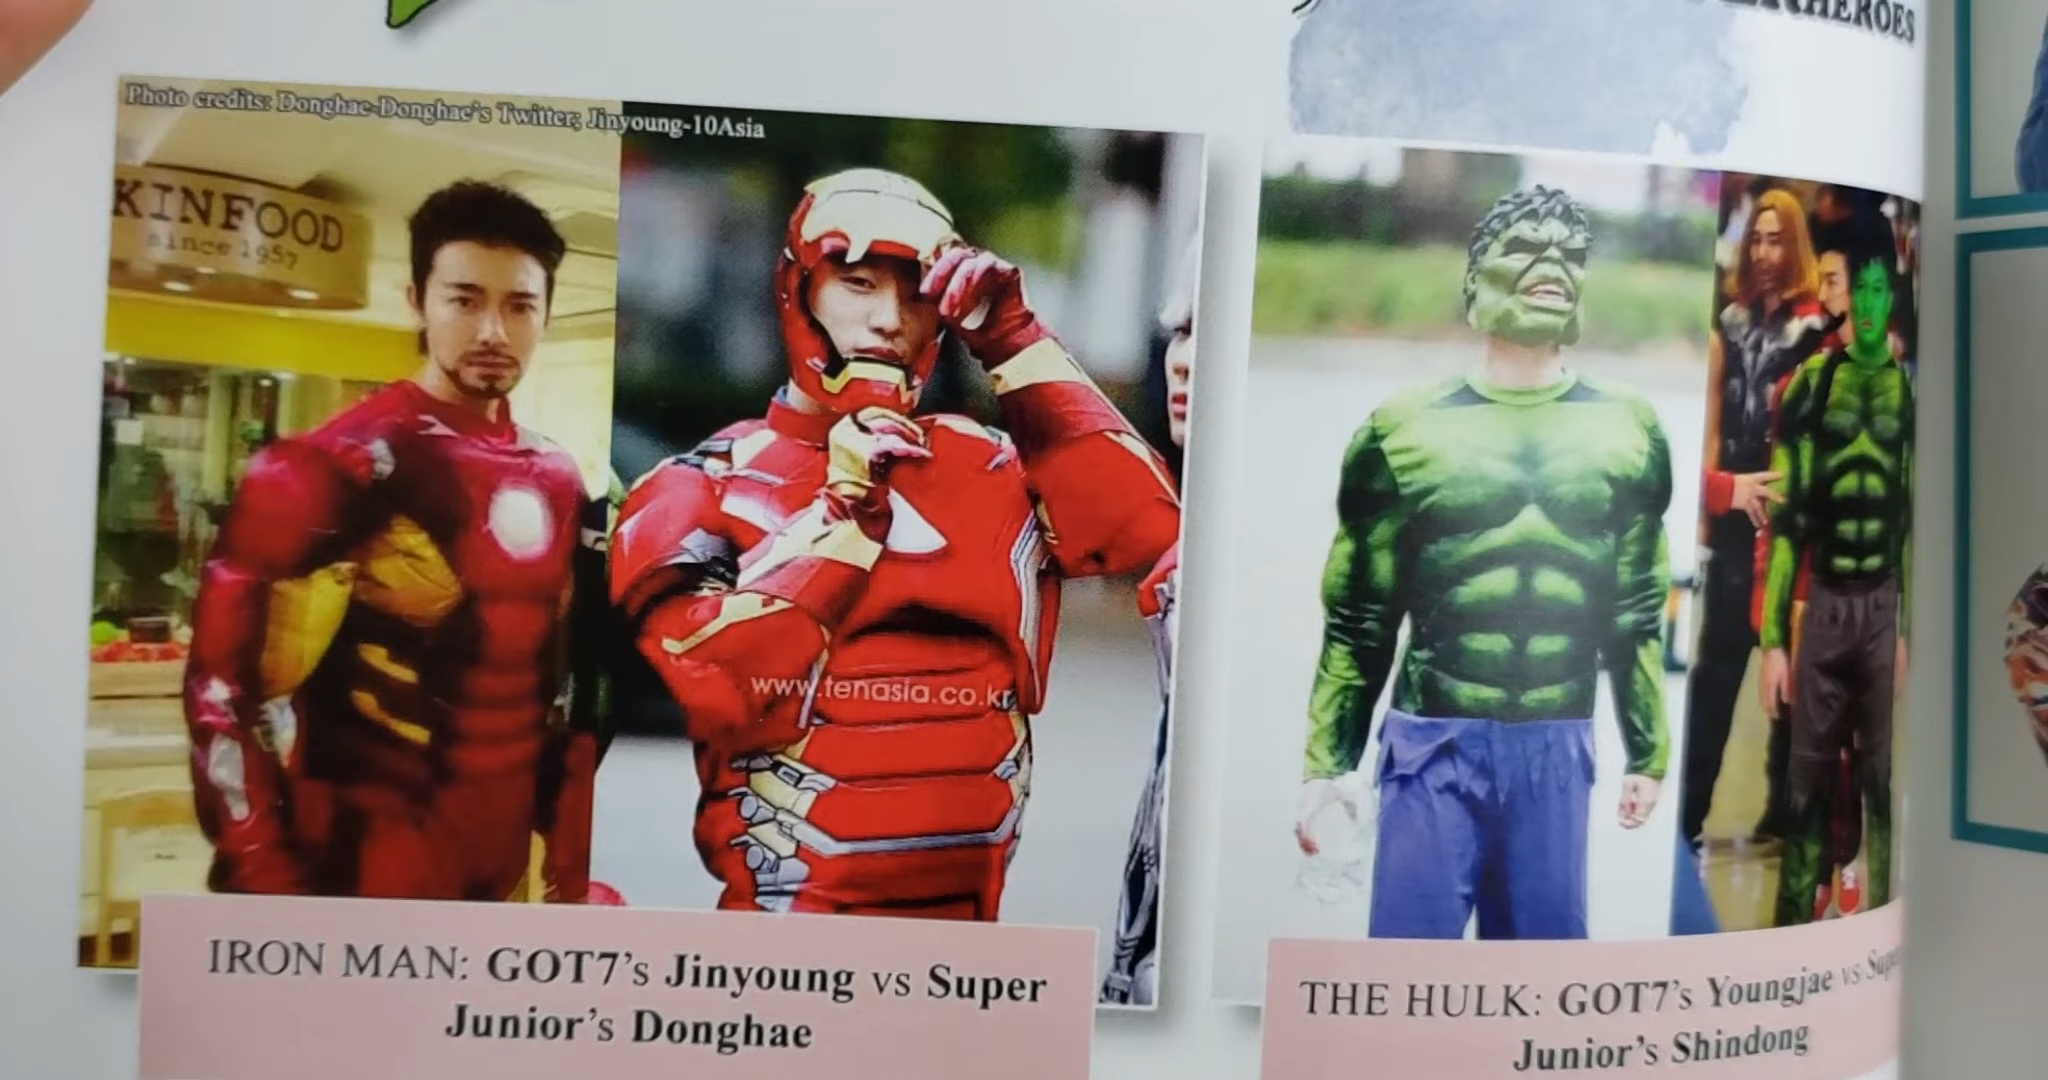 HEROES
Photo credits: Donghae-Donghae's Twitter; Jinyoung-10Asia
KINFOOD
since 1957
www.tenasia.co.kr
IRON MAN: GOT7's Jinyoung vs Super
Junior's Donghae
THE HULK: GOT7's Youngjae vs
Junior's Shindong